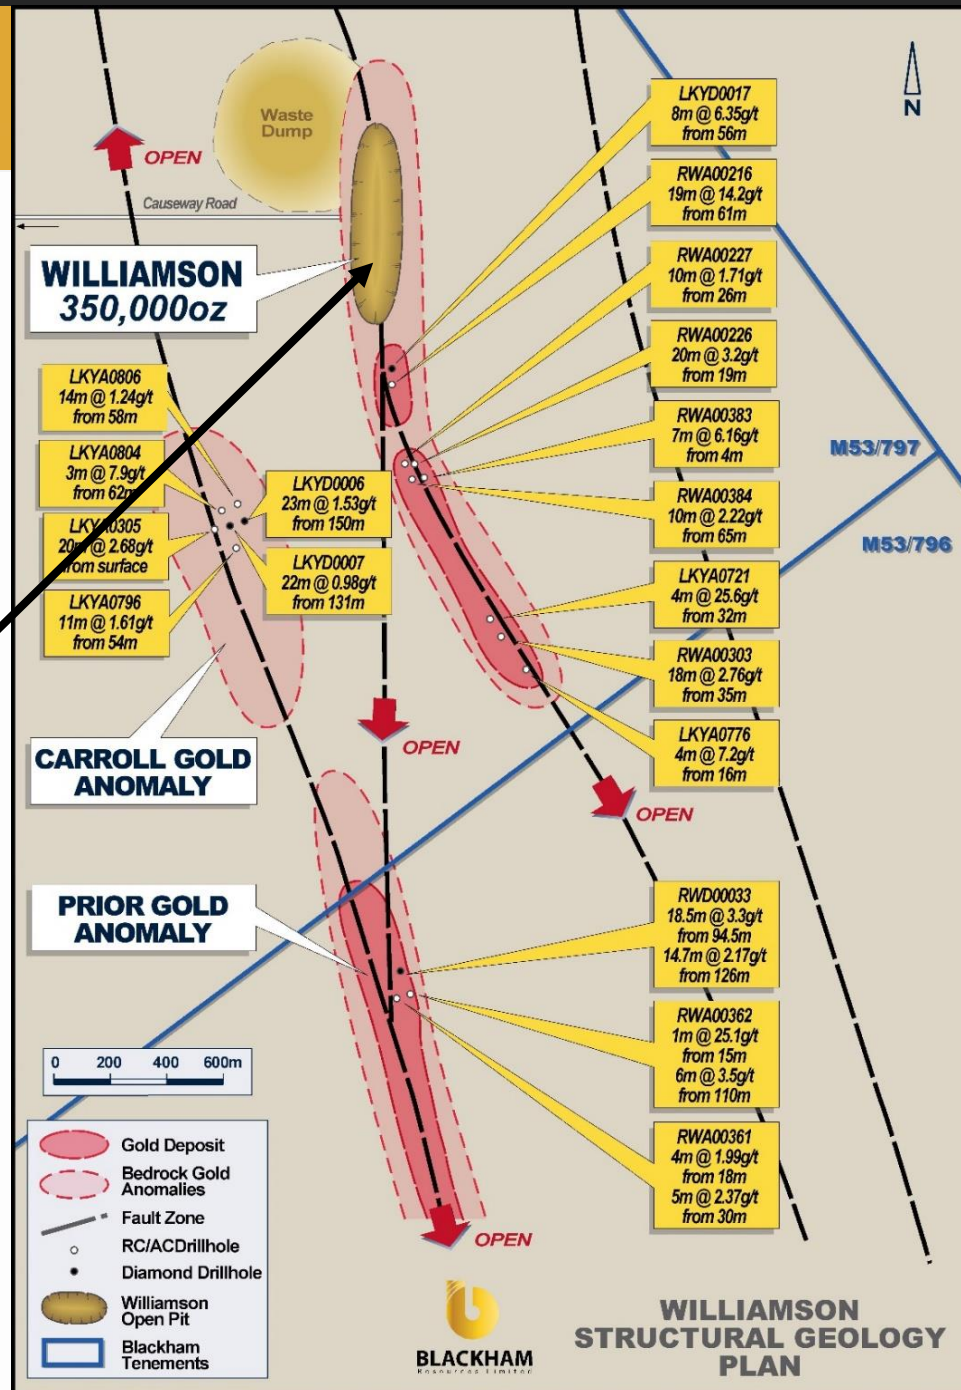 Waste
Dump
N
OPEN
Causeway Road
WILLIAMSON
350,000oz
LKYD0017
8m @ 6.35g/t
from 56m
RWA00216
19m @ 14.2g/t
from 61m
RWA00227
10m @ 1.71g/t
from 26m
RWA00226
20m @ 3.2g/t
from 19m
RWA00383
7m @ 6.16g/t
from 4m
RWA00384
10m @ 2.22g/t
from 65m
LKYA0721
4m @ 25.6g/t
from 32m
RWA00303
18m @ 2.76g/t
from 35m
LKYA0776
4m @ 7.2g/t
from 16m
M53/797
M53/796
LKYA0806
14m @ 1.24g/t
from 58m
LKYA0804
3m @ 7.9g/t
from 62m
LKYA0305
20m @ 2.68g/t
from surface
LKYA0796
11m @ 1.61g/t
from 54m
LKYD0006
23m @ 1.53g/t
from 150m
LKYD0007
22m @ 0.98g/t
from 131m
CARROLL GOLD
ANOMALY
OPEN
OPEN
PRIOR GOLD
ANOMALY
RWD00033
18.5m @ 3.3g/t
from 94.5m
14.7m @ 2.17g/t
from 126m
RWA00362
1m @ 25.1g/t
from 15m
6m @ 3.5g/t
from 110m
RWA00361
4m @ 1.99g/t
from 18m
5m @ 2.37g/t
from 30m
0 200 400 600m
Gold Deposit
Bedrock Gold
Anomalies
Fault Zone
RC/ACDrillhole
Diamond Drillhole
Williamson
Open Pit
Blackham
Tenements
OPEN
BLACKHAM
Resources Limited
WILLIAMSON
STRUCTURAL GEOLOGY
PLAN